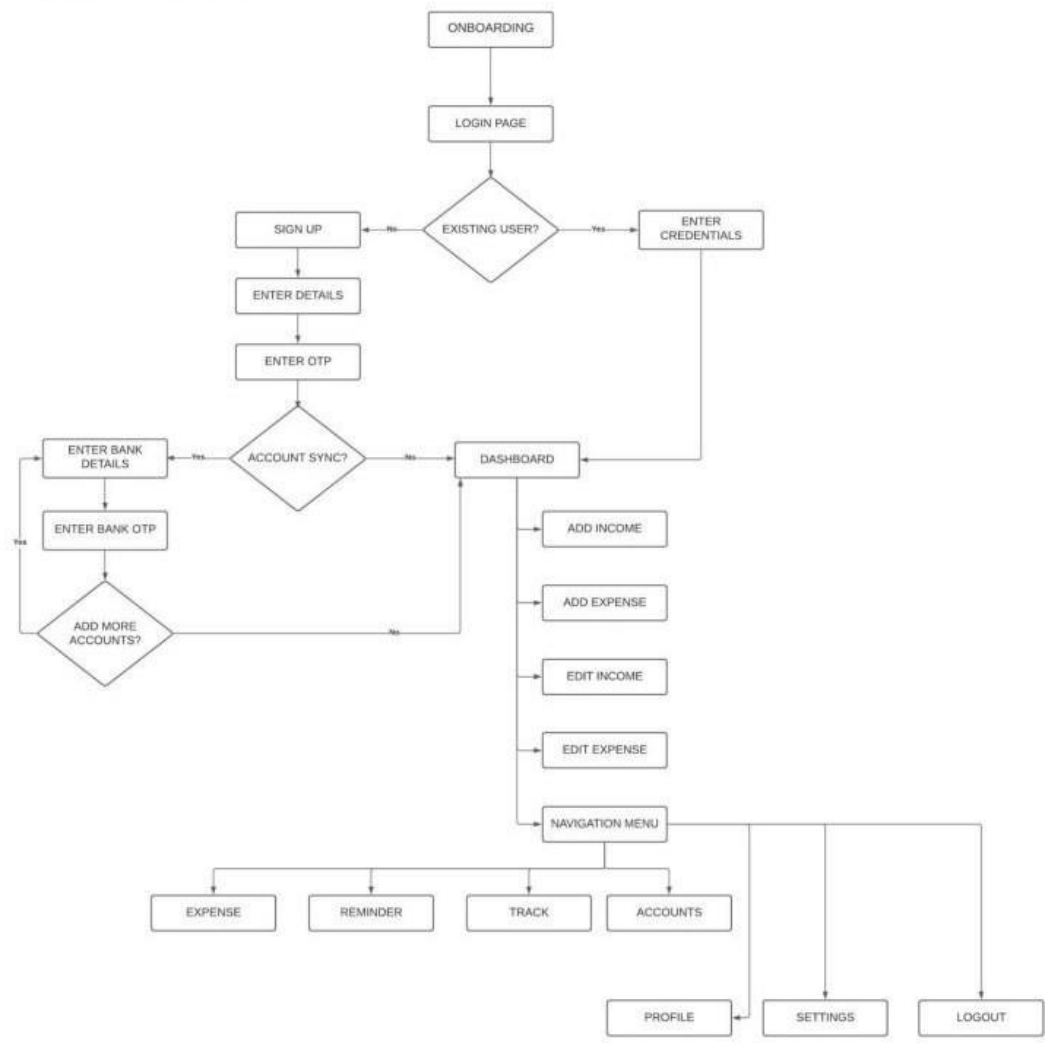 ONBOARDING
LOGIN PAGE
EXISTING USER?
No
Yes
SIGN UP
ENTER
CREDENTIALS
ENTER DETAILS
ENTER OTP
ACCOUNT SYNC?
Yes
No
ENTER BANK
DETAILS
DASHBOARD
ENTER BANK OTP
Yes
ADD MORE
ACCOUNTS?
No
ADD INCOME
ADD EXPENSE
EDIT INCOME
EDIT EXPENSE
NAVIGATION MENU
EXPENSE
REMINDER
TRACK
ACCOUNTS
PROFILE
SETTINGS
LOGOUT